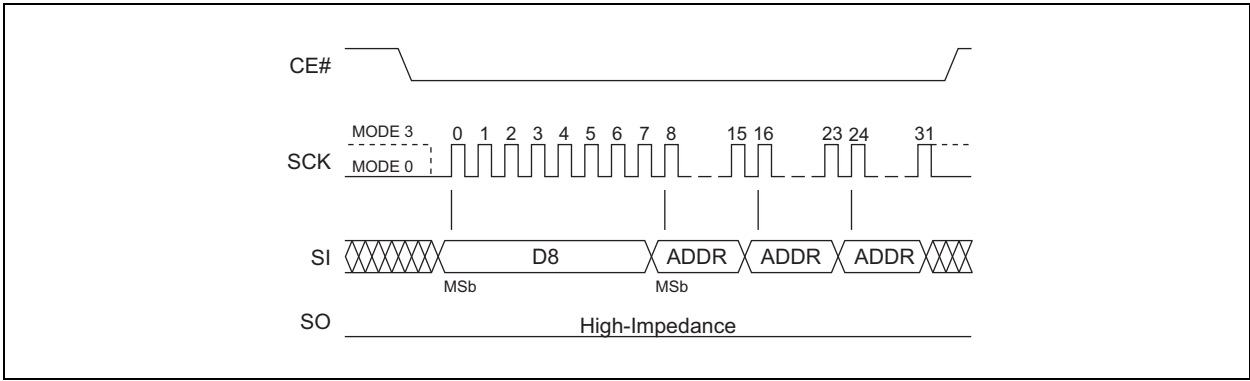 CE#
MODE 3 0 1 2 3 4 5 6 7 8 15 16 23 24 31
SCK
MODE 0
SI D8 ADDR ADDR ADDR
MSb MSb
SO High-Impedance